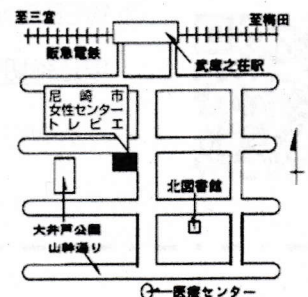 至三宮
至梅田
阪急電鉄
武庫之荘駅
尼崎市
女性センター
トレピエ
北図書館
大井戸公園
山幹通り
医療センター